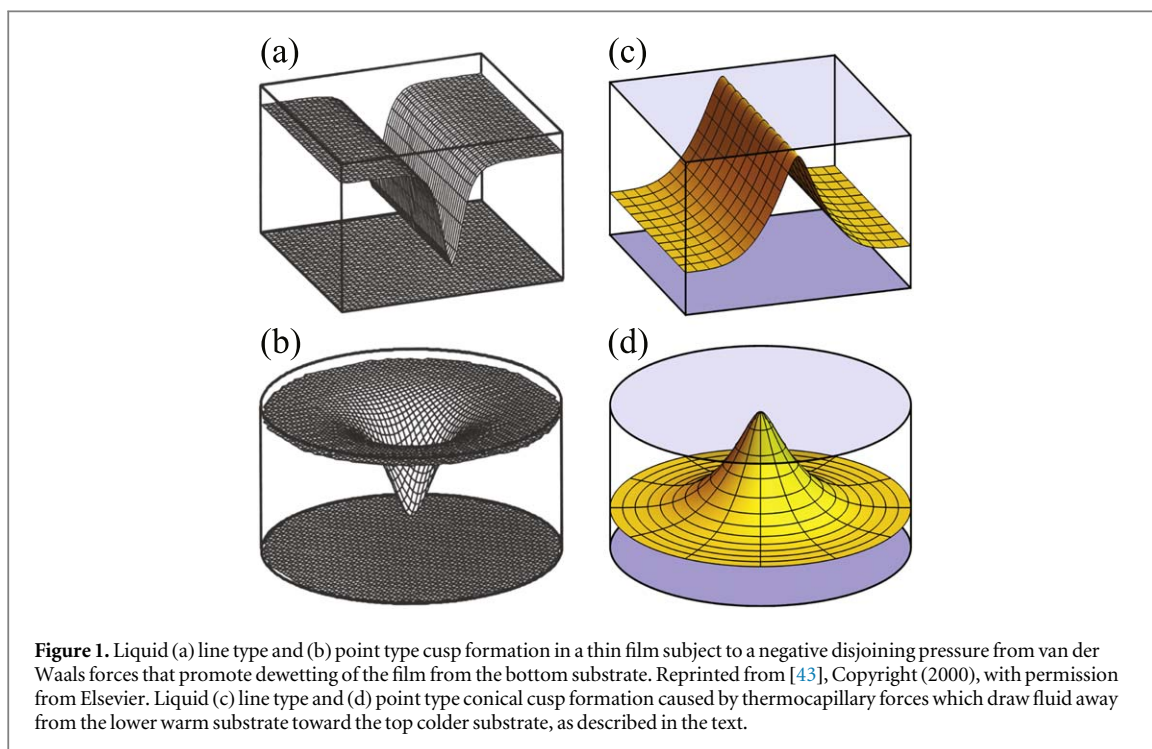 (a)
(c)
(b)
(d)
Figure 1. Liquid (a) line type and (b) point type cusp formation in a thin film subject to a negative disjoining pressure from van der
Waals forces that promote dewetting of the film from the bottom substrate. Reprinted from [43], Copyright (2000), with permission
from Elsevier. Liquid (c) line type and (d) point type conical cusp formation caused by thermocapillary forces which draw fluid away
from the lower warm substrate toward the top colder substrate, as described in the text.